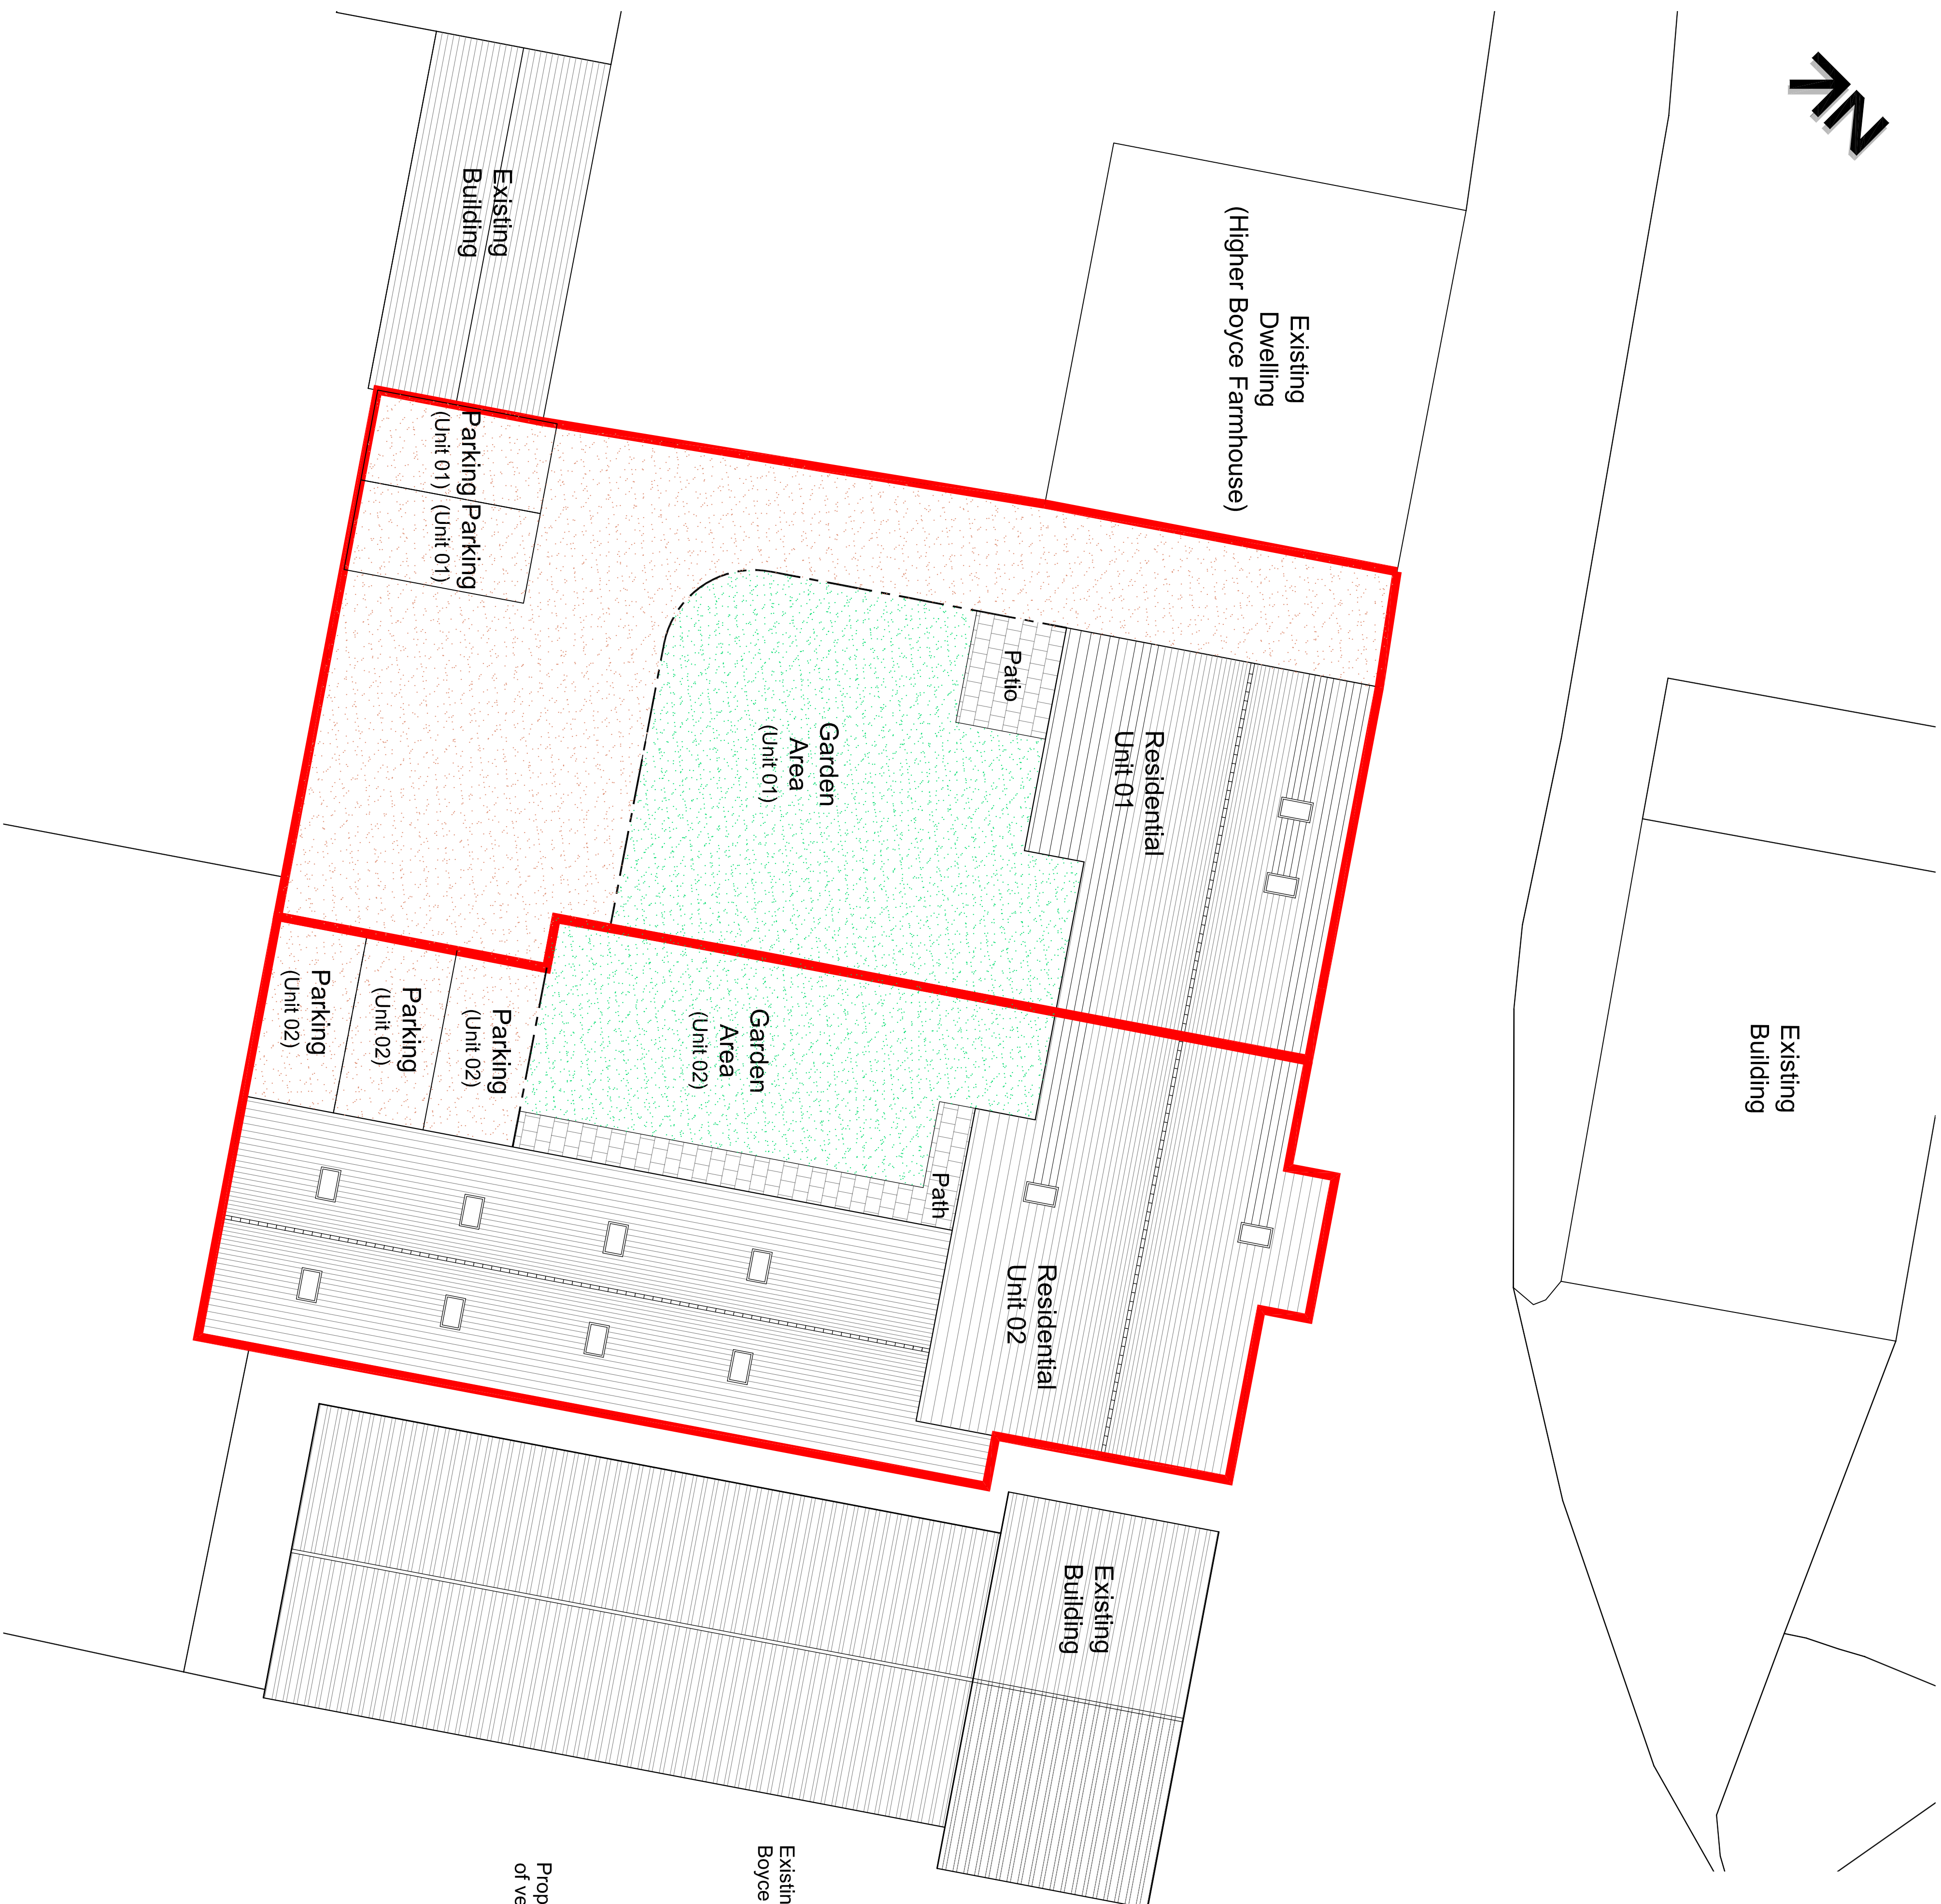 N
Existing
Building
Existing
Dwelling
(Higher Boyce Farmhouse)
Parking
(Unit 01)
Parking
(Unit 01)
Patio
Garden
Area
(Unit 01)
Residential
Unit 01
Parking
(Unit 02)
Parking
(Unit 02)
Parking
(Unit 02)
Garden
Area
(Unit 02)
Path
Residential
Unit 02
Existing
Building
Existing
Building
Boyce
of